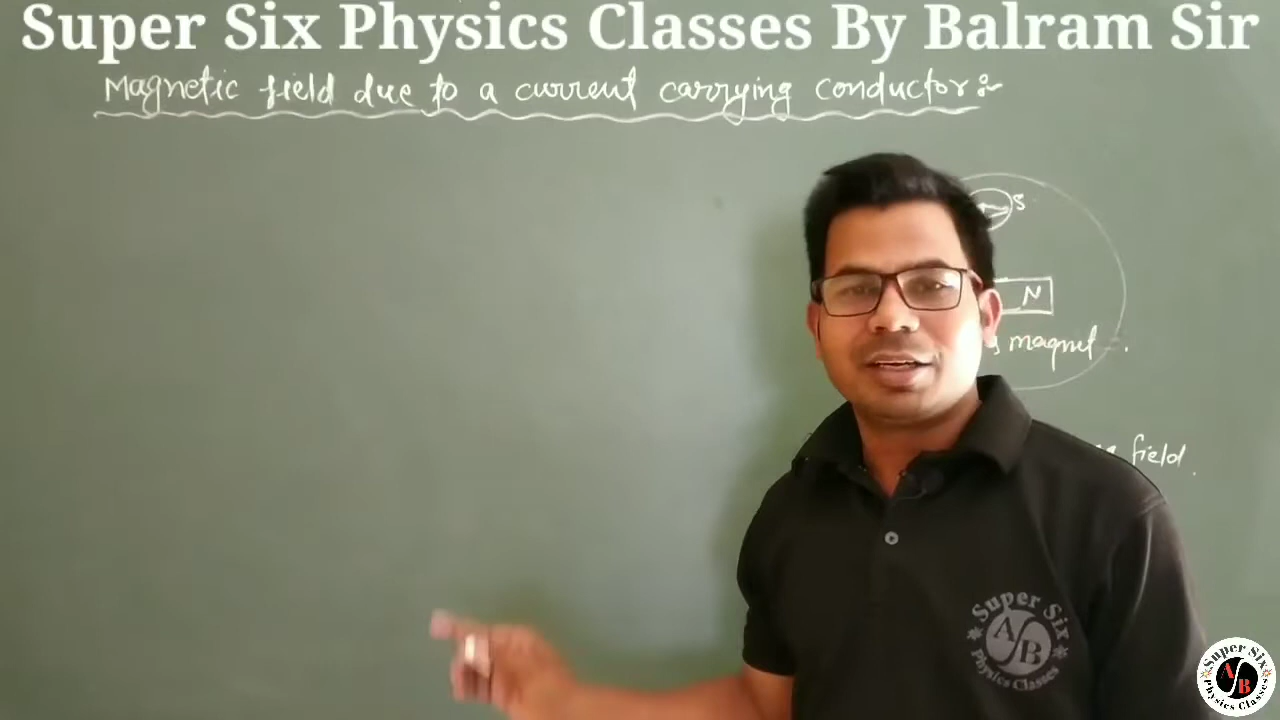 Super Six Physics Classes By Balram Sir
Magnetic field due to a current carrying conductor:-
S
N
magnet
field.
Super Six
A/B
Physics Classes
Super Six
A/B
Physics Classes